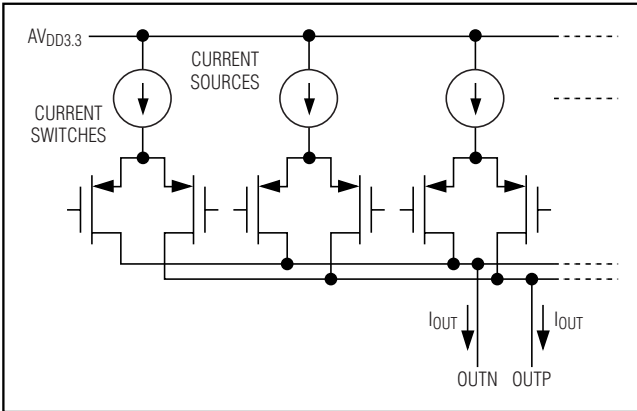 AVDD3.3
CURRENT
SOURCES
CURRENT
SWITCHES
IOUT
IOUT
OUTN
OUTP